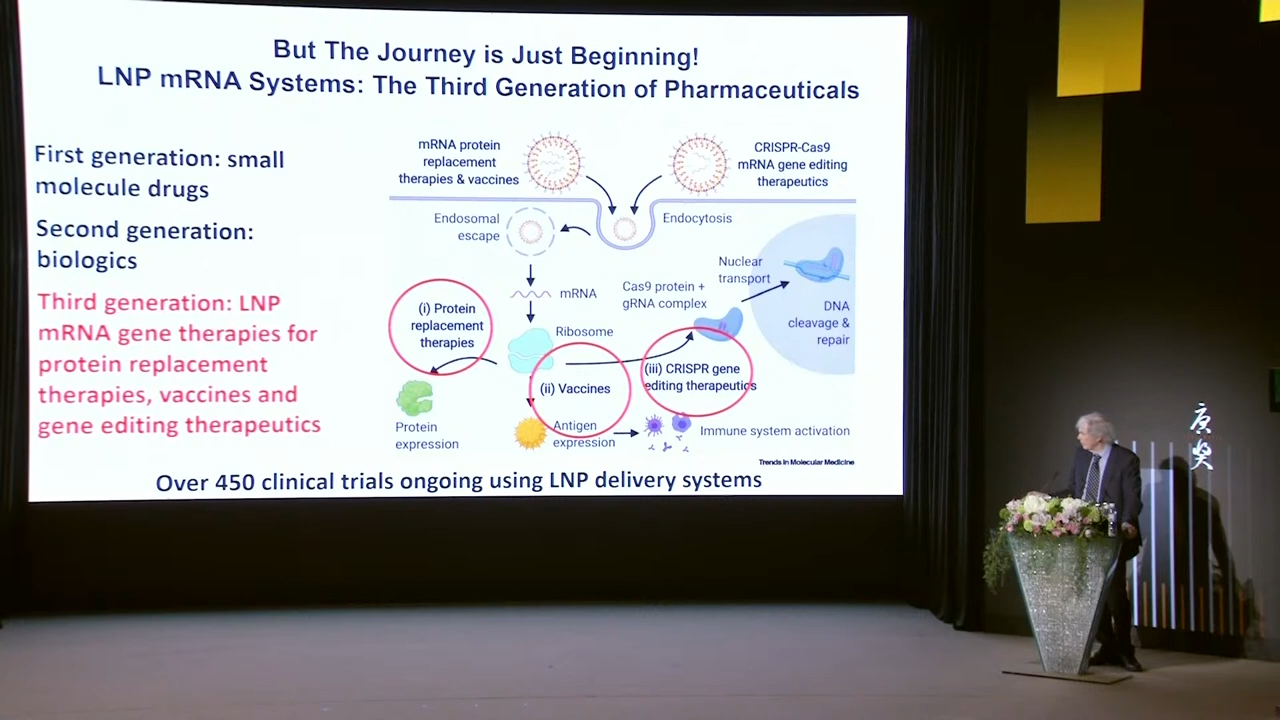 But The Journey is Just Beginning!
LNP mRNA Systems: The Third Generation of Pharmaceuticals
First generation: small
molecule drugs
Second generation:
biologics
Third generation: LNP
mRNA gene therapies for
protein replacement
therapies, vaccines and
gene editing therapeutics
mRNA protein
replacement
therapies & vaccines
CRISPR-Cas9
mRNA gene editing
therapeutics
Endosomal
escape
Endocytosis
Nuclear
transport
mRNA
Cas9 protein +
gRNA complex
DNA
cleavage &
repair
(i) Protein
replacement
therapies
Ribosome
(ii) Vaccines
(iii) CRISPR gene
editing therapeutics
Protein
expression
Antigen
expression
Immune system activation
Trends in Molecular Medicine
Over 450 clinical trials ongoing using LNP delivery systems
奖